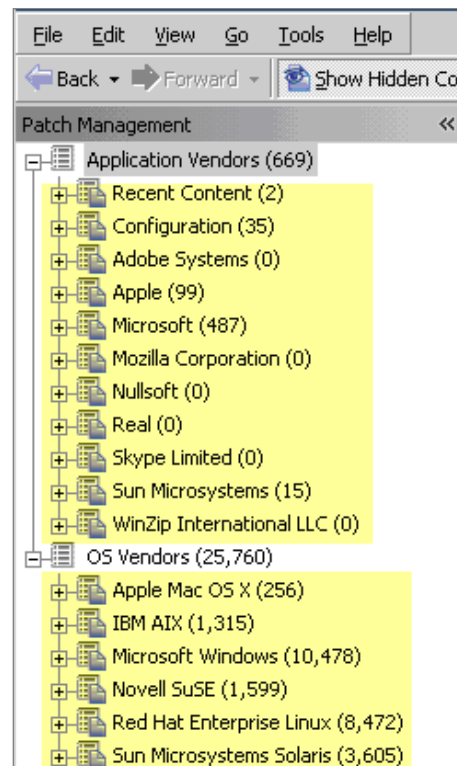 File Edit View Go Tools Help
Back Forward Show Hidden Co
Patch Management
Application Vendors (669)
Recent Content (2)
Configuration (35)
Adobe Systems (0)
Apple (99)
Microsoft (487)
Mozilla Corporation (0)
Nullsoft (0)
Real (0)
Skype Limited (0)
Sun Microsystems (15)
WinZip International LLC (0)
OS Vendors (25,760)
Apple Mac OS X (256)
IBM AIX (1,315)
Microsoft Windows (10,478)
Novell SuSE (1,599)
Red Hat Enterprise Linux (8,472)
Sun Microsystems Solaris (3,605)